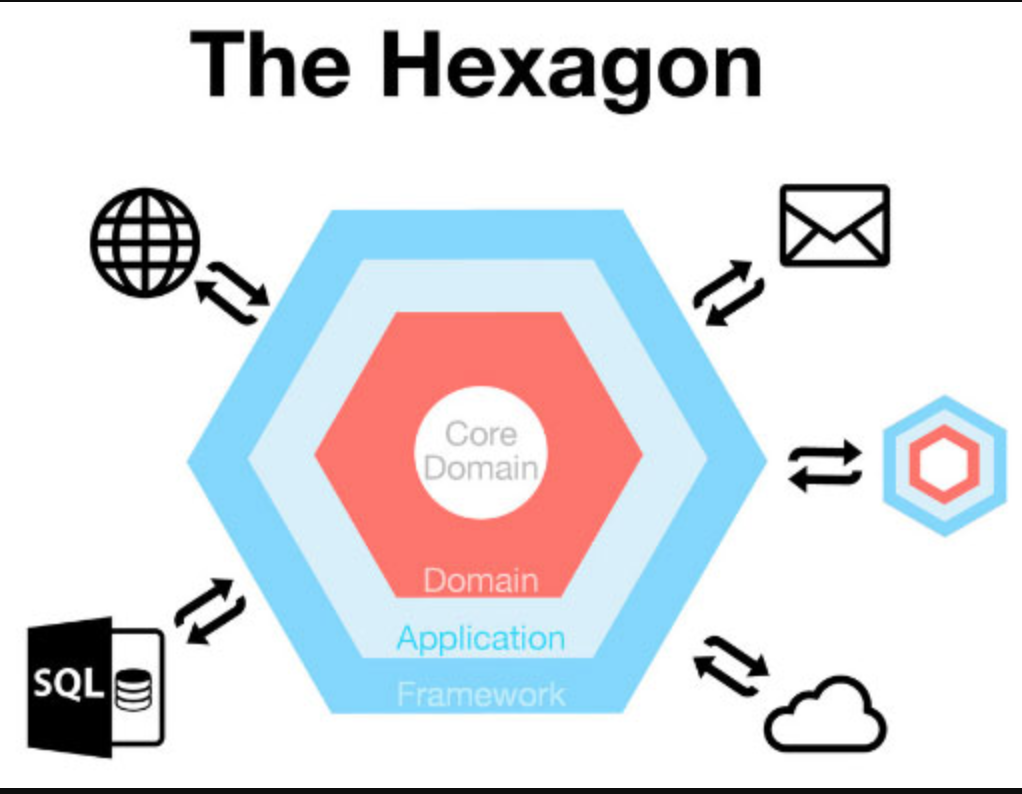 The Hexagon
Core
Domain
Domain
Application
SQL
Framework